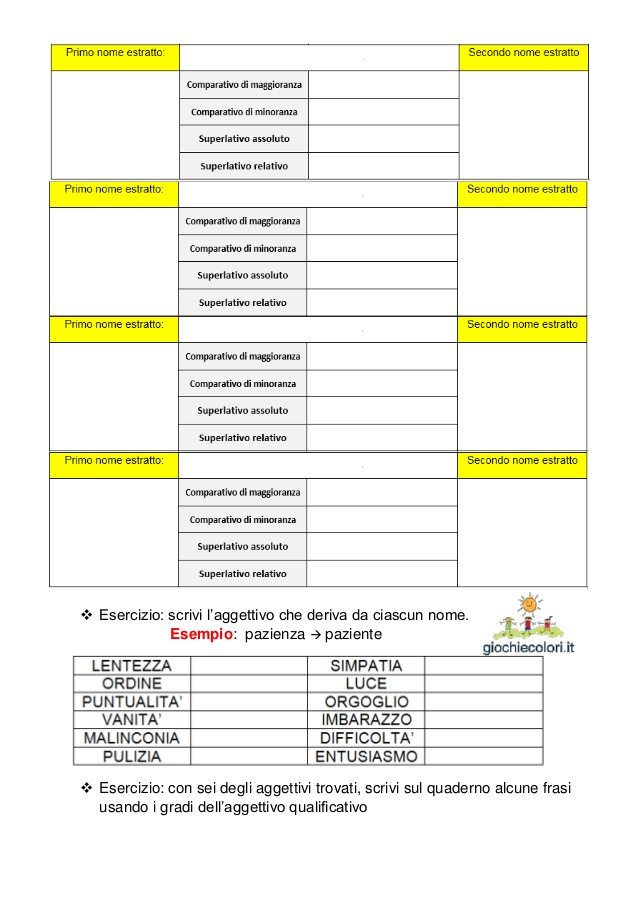 Primo nome estratto: Secondo nome estratto
Comparativo di maggioranza
Comparativo di minoranza
Superlativo assoluto
Superlativo relativo
Primo nome estratto: Secondo nome estratto
Comparativo di maggioranza
Comparativo di minoranza
Superlativo assoluto
Superlativo relativo
Primo nome estratto: Secondo nome estratto
Comparativo di maggioranza
Comparativo di minoranza
Superlativo assoluto
Superlativo relativo
Primo nome estratto: Secondo nome estratto
Comparativo di maggioranza
Comparativo di minoranza
Superlativo assoluto
Superlativo relativo
❖ Esercizio: scrivi l’aggettivo che deriva da ciascun nome.
Esempio: pazienza → paziente
giochiecolori.it
LENTEZZA SIMPATIA
ORDINE LUCE
PUNTUALITA’ ORGOGLIO
VANITA’ IMBARAZZO
MALINCONIA DIFFICOLTA’
PULIZIA ENTUSIASMO
❖ Esercizio: con sei degli aggettivi trovati, scrivi sul quaderno alcune frasi
usando i gradi dell’aggettivo qualificativo